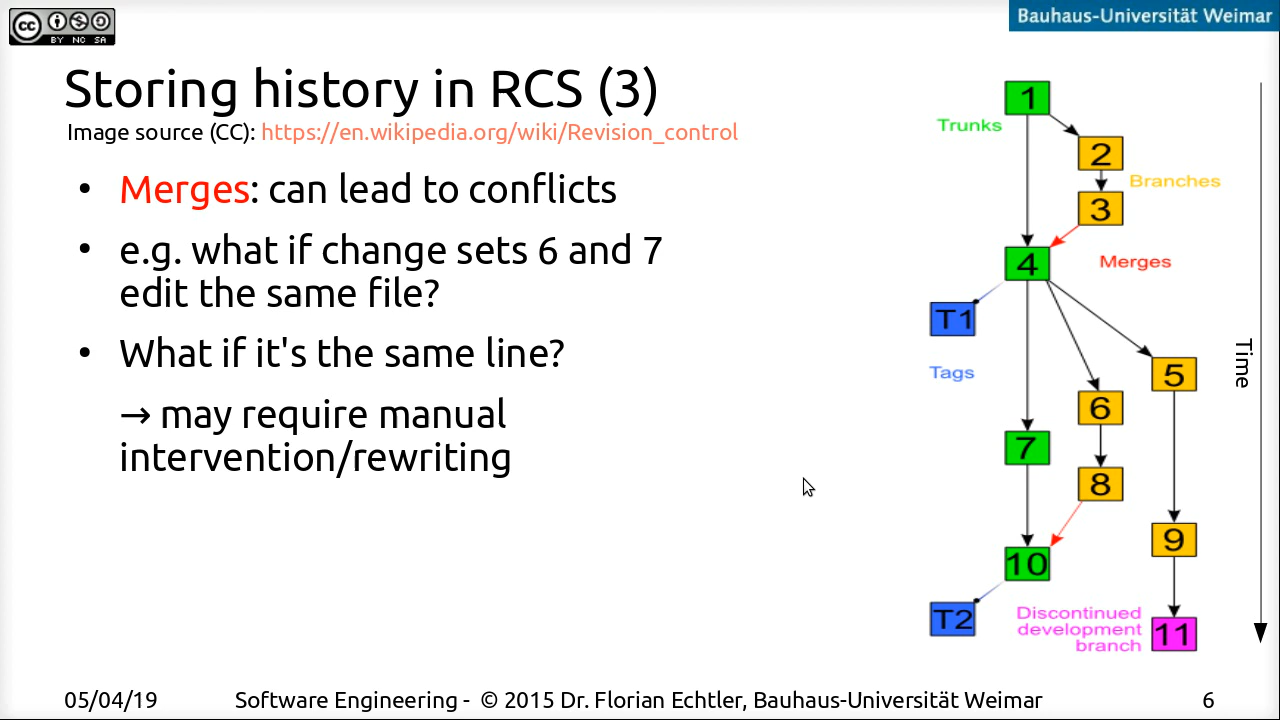 cc
BY NC SA
Bauhaus-Universität Weimar
Storing history in RCS (3)
Image source (CC): https://en.wikipedia.org/wiki/Revision_control
• Merges: can lead to conflicts
• e.g. what if change sets 6 and 7
edit the same file?
• What if it's the same line?
→ may require manual
intervention/rewriting
1
Trunks
2
Branches
3
4
Merges
T1
Tags
Time
5
6
7
8
9
10
T2
Discontinued
development
branch
11
05/04/19
Software Engineering - © 2015 Dr. Florian Echtler, Bauhaus-Universität Weimar
6